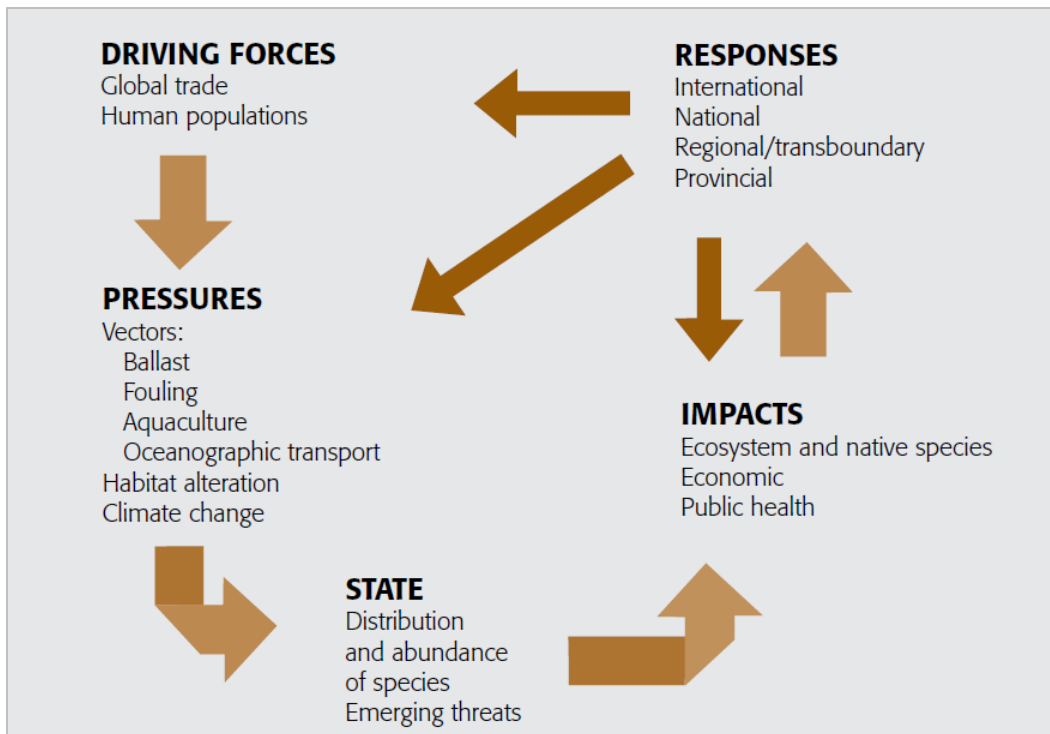 DRIVING FORCES
Global trade
Human populations
RESPONSES
International
National
Regional/transboundary
Provincial
PRESSURES
Vectors:
Ballast
Fouling
Aquaculture
Oceanographic transport
Habitat alteration
Climate change
IMPACTS
Ecosystem and native species
Economic
Public health
STATE
Distribution
and abundance
of species
Emerging threats